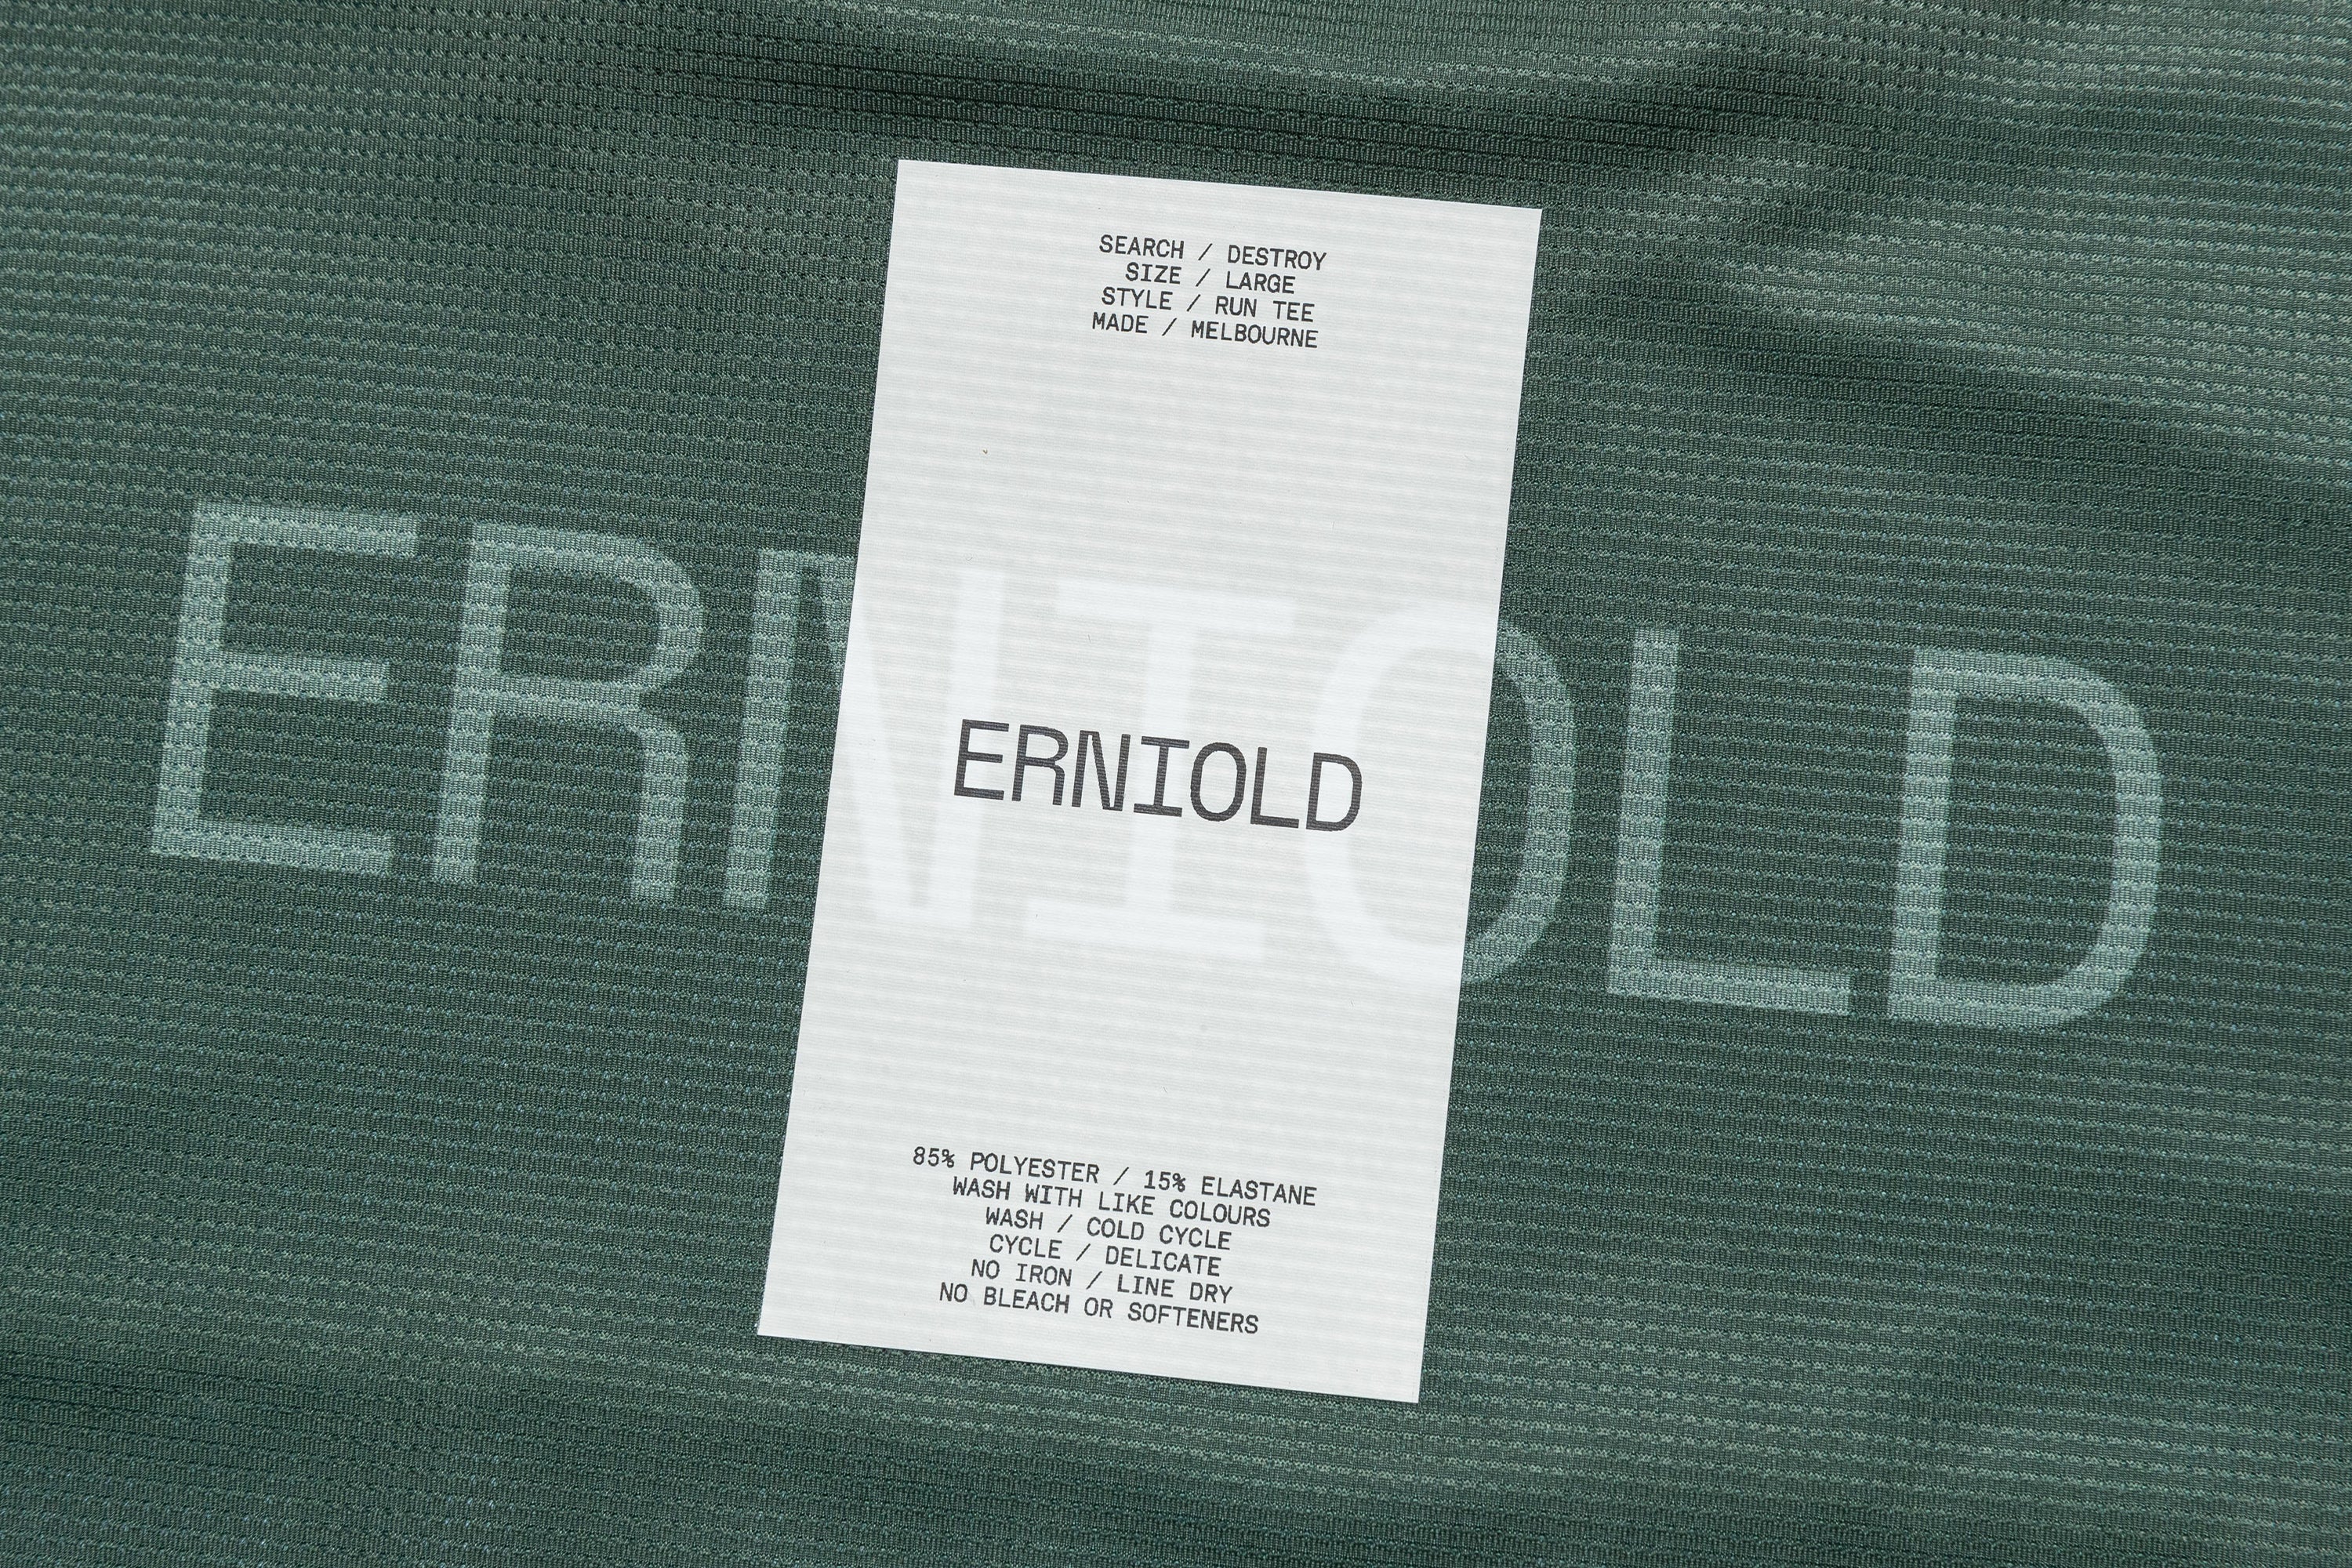 SEARCH / DESTROY
SIZE / LARGE
STYLE / RUN TEE
MADE / MELBOURNE
ERNIOLD
ERNIOLD
85% POLYESTER / 15% ELASTANE
WASH WITH LIKE COLOURS
WASH / COLD CYCLE
CYCLE / DELICATE
NO IRON / LINE DRY
NO BLEACH OR SOFTENERS